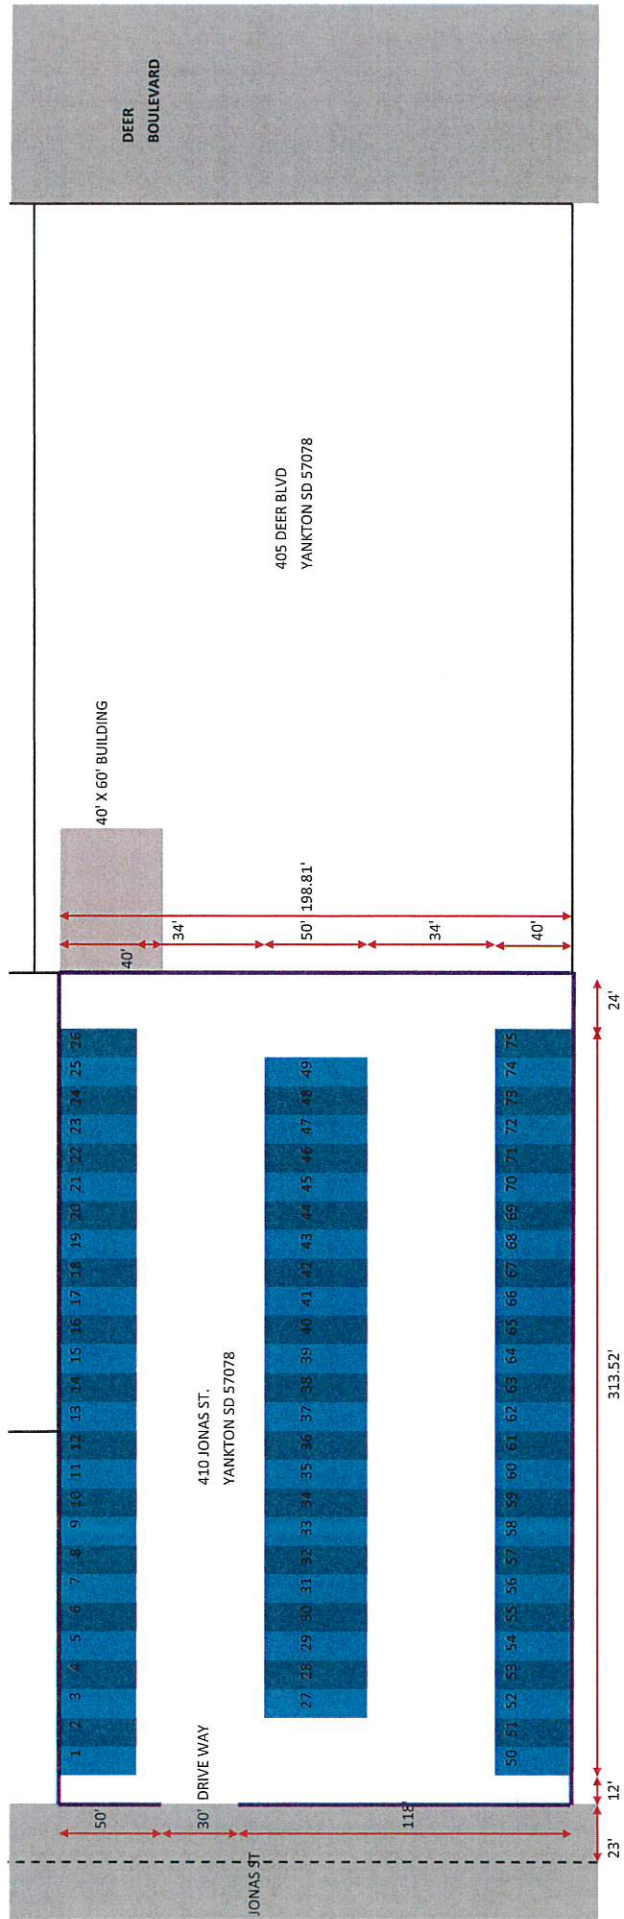 DEER
BOULEVARD
1 2 3 4 5 6 7 8 9 10 11 12 13 14 15 16 17 18 19 20 21 22 23 24 25 26
50'
40'
40' X 60' BUILDING
34'
410 JONAS ST.
YANKTON SD 57078
30' DRIVE WAY
JONAS ST
405 DEER BLVD
YANKTON SD 57078
27 28 29 30 31 32 33 34 35 36 37 38 39 40 41 42 43 44 45 46 47 48 49
50'
198.81'
118'
34'
50 51 52 53 54 55 56 57 58 59 60 61 62 63 64 65 66 67 68 69 70 71 72 73 74 75
40'
23'
12'
313.52'
24'